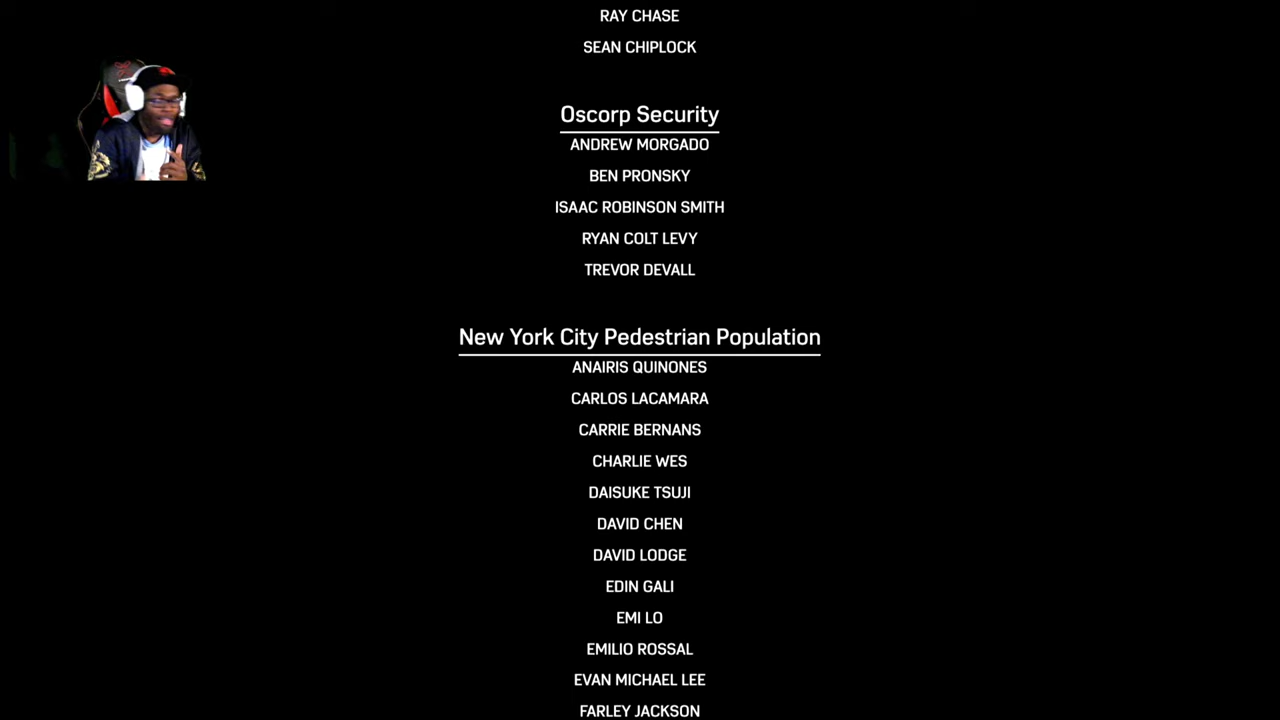 RAY CHASE
SEAN CHIPLOCK
Oscorp Security
ANDREW MORGADO
BEN PRONSKY
ISAAC ROBINSON SMITH
RYAN COLT LEVY
TREVOR DEVALL
New York City Pedestrian Population
ANAIRIS QUINONES
CARLOS LACAMARA
CARRIE BERNANS
CHARLIE WES
DAISUKE TSUJI
DAVID CHEN
DAVID LODGE
EDIN GALI
EMI LO
EMILIO ROSSAL
EVAN MICHAEL LEE
FARLEY JACKSON